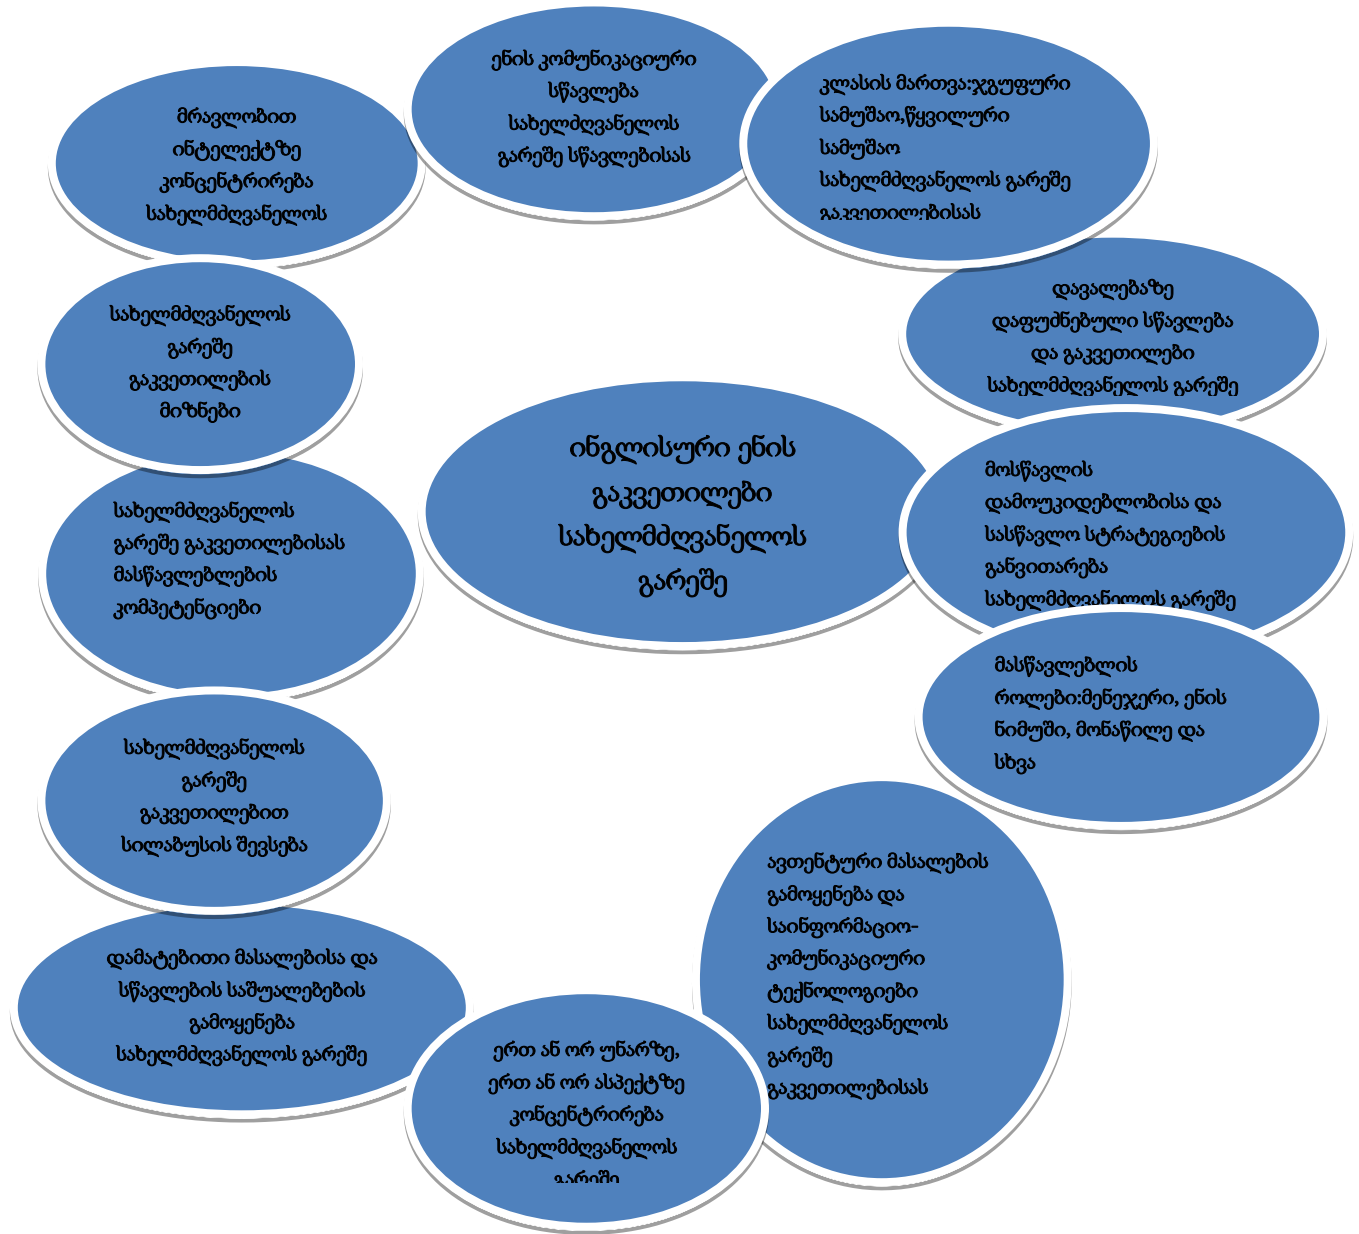 ენის კომუნიკაციური
სწავლება
სახელძღვანელოს
გარეშე სწავლებისას
კლასის მართვა:ჯგუფური
სამუშაო,წყვილური
სამუშაო
სახელმძღვანელოს გარეშე
გაკვეთილებისას
მრავლობით
ინტელექტზე
კონცენტრირება
სახელმძღვანელოს
დავალებაზე
დაფუძნებული სწავლება
და გაკვეთილები
სახელმძღვანელოს გარეშე
სახელმძღვანელოს
გარეშე
გაკვეთილების
მიზნები
ინგლისური ენის
გაკვეთილები
სახელმძღვანელოს
გარეშე
მოსწავლის
დამოუკიდებლობისა და
სასწავლო სტრატეგიების
განვითარება
სახელმძღვანელოს გარეშე
სახელმძღვანელოს
გარეშე გაკვეთილებისას
მასწავლებლების
კომპეტენციები
მასწავლებლის
როლები:მენეჯერი, ენის
ნიმუში, მონაწილე და
სხვა
სახელმძღვანელოს
გარეშე
გაკვეთილებით
სილაბუსის შევსება
ავთენტური მასალების
გამოყენება და
საინფორმაციო-
კომუნიკაციური
ტექნოლოგიები
სახელმძღვანელოს
გარეშე
გაკვეთილებისას
დამატებითი მასალებისა და
სწავლების საშუალებების
გამოყენება
სახელმძღვანელოს გარეშე
ერთ ან ორ უნარზე,
ერთ ან ორ ასპექტზე
კონცენტრირება
სახელმძღვანელოს
გარეშე